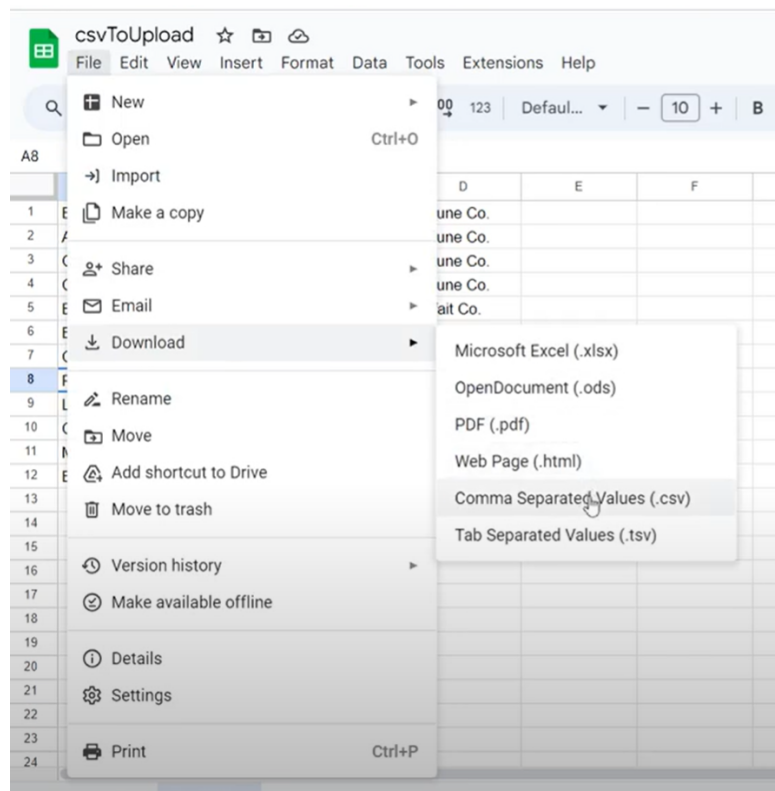 csvToUpload
File Edit View Insert Format Data Tools Extensions Help
New
.00 123 Defaul... 10 B
Open Ctrl+O
A8
Import
D E F
Make a copy
1 une Co.
2 une Co.
3 une Co.
Share
4 une Co.
5 Email ait Co.
6
Download
7
Microsoft Excel (.xlsx)
8
OpenDocument (.ods)
9 Rename
10 PDF (.pdf)
Move
11
Web Page (.html)
12 Add shortcut to Drive
13 Comma Separated Values (.csv)
Move to trash
14
Tab Separated Values (.tsv)
15
Version history
16
17
Make available offline
18
19
Details
20
21
Settings
22
23
Print Ctrl+P
24